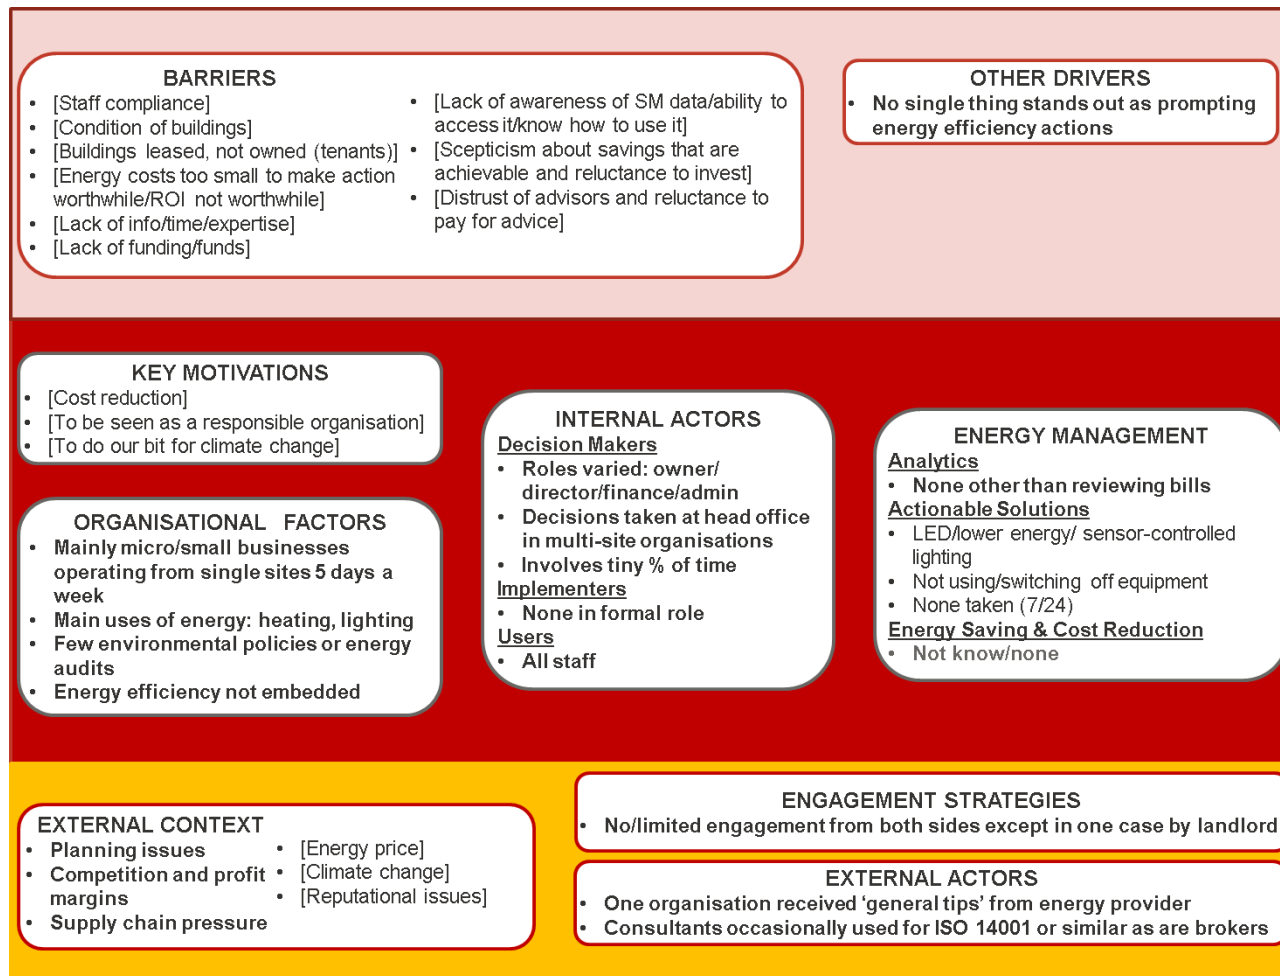 BARRIERS
• [Staff compliance]
• [Condition of buildings]
• [Buildings leased, not owned (tenants)]
• [Energy costs too small to make action
worthwhile/ROI not worthwhile]
• [Lack of info/time/expertise]
• [Lack of funding/funds]
• [Lack of awareness of SM data/ability to
access it/know how to use it]
• [Scepticism about savings that are
achievable and reluctance to invest]
• [Distrust of advisors and reluctance to
pay for advice]
OTHER DRIVERS
• No single thing stands out as prompting
energy efficiency actions
KEY MOTIVATIONS
• [Cost reduction]
• [To be seen as a responsible organisation]
• [To do our bit for climate change]
ORGANISATIONAL FACTORS
• Mainly micro/small businesses
operating from single sites 5 days a
week
• Main uses of energy: heating, lighting
• Few environmental policies or energy
audits
• Energy efficiency not embedded
INTERNAL ACTORS
Decision Makers
• Roles varied: owner/
director/finance/admin
• Decisions taken at head office
in multi-site organisations
• Involves tiny % of time
Implementers
• None in formal role
Users
• All staff
ENERGY MANAGEMENT
Analytics
• None other than reviewing bills
Actionable Solutions
• LED/lower energy/ sensor-controlled
lighting
• Not using/switching off equipment
• None taken (7/24)
Energy Saving & Cost Reduction
• Not know/none
EXTERNAL CONTEXT
• Planning issues
• Competition and profit
margins
• Supply chain pressure
• [Energy price]
• [Climate change]
• [Reputational issues]
ENGAGEMENT STRATEGIES
• No/limited engagement from both sides except in one case by landlord
EXTERNAL ACTORS
• One organisation received ‘general tips’ from energy provider
• Consultants occasionally used for ISO 14001 or similar as are brokers